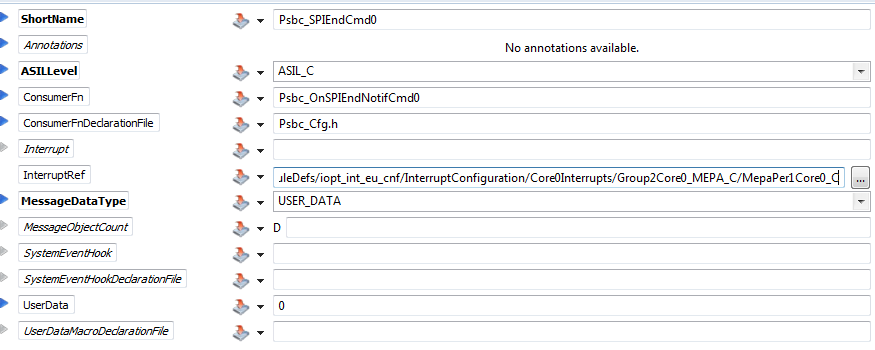 ShortName Psbc_SPIEndCmd0
Annotations No annotations available.
ASILLevel ASIL_C
ConsumerFn Psbc_OnSPIEndNotifCmd0
ConsumerFnDeclarationFile Psbc_Cfg.h
Interrupt
InterruptRef uleDefs/iopt_int_eu_cnf/InterruptConfiguration/Core0Interrupts/Group2Core0_MEPA_C/MepaPer1Core0_C ...
MessageDataType USER_DATA
MessageObjectCount D
SystemEventHook
SystemEventHookDeclarationFile
UserData 0
UserDataMacroDeclarationFile